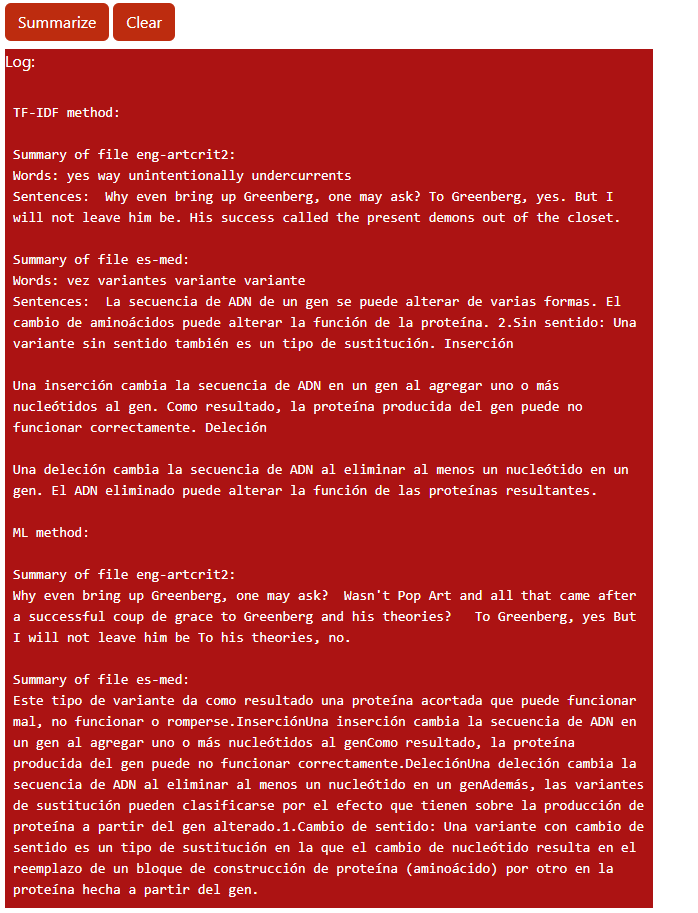 Summarize Clear
Log:
TF-IDF method:
Summary of file eng-artcrit2:
Words: yes way unintentionally undercurrents
Sentences:  Why even bring up Greenberg, one may ask? To Greenberg, yes. But I
will not leave him be. His success called the present demons out of the closet.
Summary of file es-med:
Words: vez variantes variante variante
Sentences:  La secuencia de ADN de un gen se puede alterar de varias formas. El
cambio de aminoácidos puede alterar la función de la proteína. 2.Sin sentido: Una
variante sin sentido también es un tipo de sustitución. Inserción
Una inserción cambia la secuencia de ADN en un gen al agregar uno o más
nucleótidos al gen. Como resultado, la proteína producida del gen puede no
funcionar correctamente. Deleción
Una deleción cambia la secuencia de ADN al eliminar al menos un nucleótido en un
gen. El ADN eliminado puede alterar la función de las proteínas resultantes.
ML method:
Summary of file eng-artcrit2:
Why even bring up Greenberg, one may ask?  Wasn't Pop Art and all that came after
a successful coup de grace to Greenberg and his theories?   To Greenberg, yes But
I will not leave him be To his theories, no.
Summary of file es-med:
Este tipo de variante da como resultado una proteína acortada que puede funcionar
mal, no funcionar o romperse.InserciónUna inserción cambia la secuencia de ADN en
un gen al agregar uno o más nucleótidos al genComo resultado, la proteína
producida del gen puede no funcionar correctamente.DeleciónUna deleción cambia la
secuencia de ADN al eliminar al menos un nucleótido en un genAdemás, las variantes
de sustitución pueden clasificarse por el efecto que tienen sobre la producción de
proteína a partir del gen alterado.1.Cambio de sentido: Una variante con cambio de
sentido es un tipo de sustitución en la que el cambio de nucleótido resulta en el
reemplazo de un bloque de construcción de proteína (aminoácido) por otro en la
proteína hecha a partir del gen.